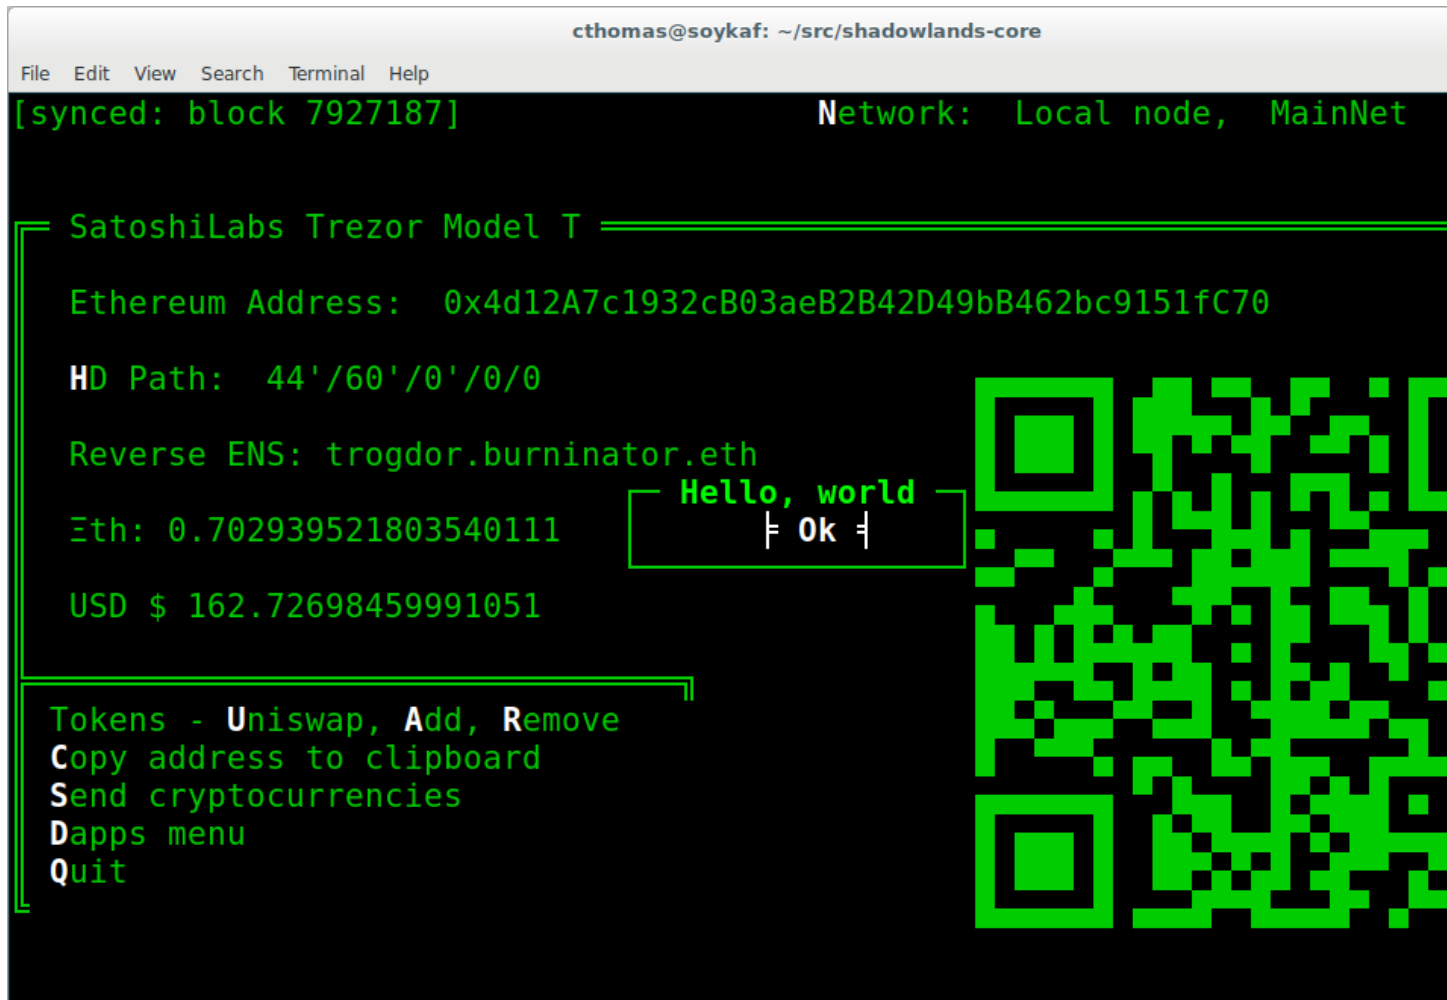 cthomas@soykaf: ~/src/shadowlands-core
File Edit View Search Terminal Help
[synced: block 7927187] Network: Local node, MainNet
SatoshiLabs Trezor Model T
Ethereum Address: 0x4d12A7c1932cB03aeB2B42D49bB462bc9151fC70
HD Path: 44'/60'/0'/0/0
Reverse ENS: trogdor.burninator.eth
Hello, world
Ξth: 0.702939521803540111
Ok
USD $ 162.72698459991051
Tokens - Uniswap, Add, Remove
Copy address to clipboard
Send cryptocurrencies
Dapps menu
Quit